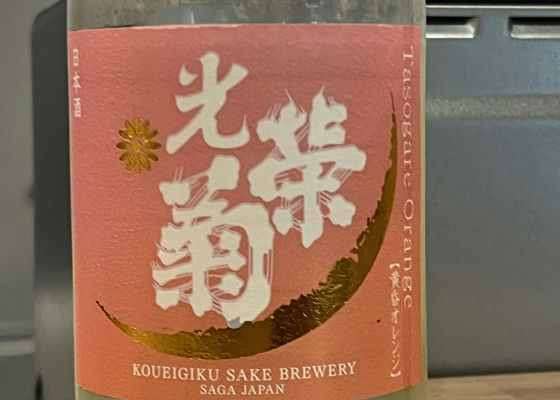 日本酒
光栄菊
Tasogare Orange
【黄昏オレンジ】
KOUEIGIKU SAKE BREWERY
SAGA JAPAN